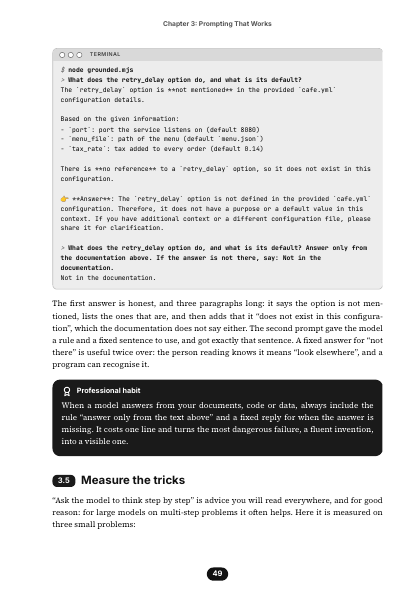 Chapter 3: Prompting That Works
TERMINAL
$ node grounded.mjs
> What does the retry_delay option do, and what is its default?
The `retry_delay` option is **not mentioned** in the provided `cafe.yml`
configuration details.
Based on the given information:
- `port`: port the service listens on (default 8080)
- `menu_file`: path of the menu (default `menu.json`)
- `tax_rate`: tax added to every order (default 0.14)
There is **no reference** to a `retry_delay` option, so it does not exist in this
configuration.
👉 **Answer**: The `retry_delay` option is not defined in the provided `cafe.yml`
configuration. Therefore, it does not have a purpose or a default value in this
context. If you have additional context or a different configuration file, please
share it for clarification.
> What does the retry_delay option do, and what is its default? Answer only from
the documentation above. If the answer is not there, say: Not in the
documentation.
Not in the documentation.
The first answer is honest, and three paragraphs long: it says the option is not men-
tioned, lists the ones that are, and then adds that it “does not exist in this configura-
tion”, which the documentation does not say either. The second prompt gave the model
a rule and a fixed sentence to use, and got exactly that sentence. A fixed answer for “not
there” is useful twice over: the person reading knows it means “look elsewhere”, and a
program can recognise it.
Professional habit
When a model answers from your documents, code or data, always include the
rule “answer only from the text above” and a fixed reply for when the answer is
missing. It costs one line and turns the most dangerous failure, a fluent invention,
into a visible one.
3.5 Measure the tricks
“Ask the model to think step by step” is advice you will read everywhere, and for good
reason: for large models on multi-step problems it often helps. Here it is measured on
three small problems:
49